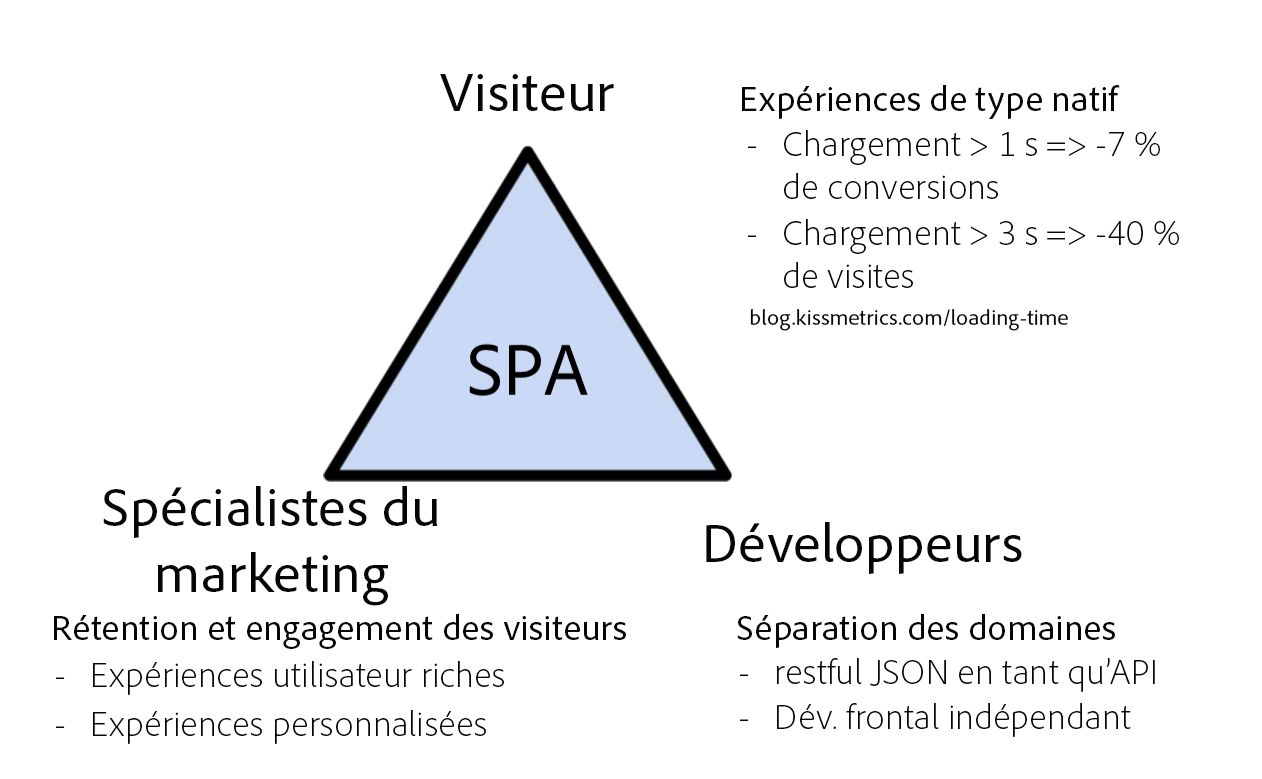 Visiteur
Expériences de type natif
- Chargement > 1 s => -7 %
de conversions
- Chargement > 3 s => -40 %
de visites
blog.kissmetrics.com/loading-time
SPA
Spécialistes du
marketing
Rétention et engagement des visiteurs
- Expériences utilisateur riches
- Expériences personnalisées
Développeurs
Séparation des domaines
- restful JSON en tant qu’API
- Dév. frontal indépendant